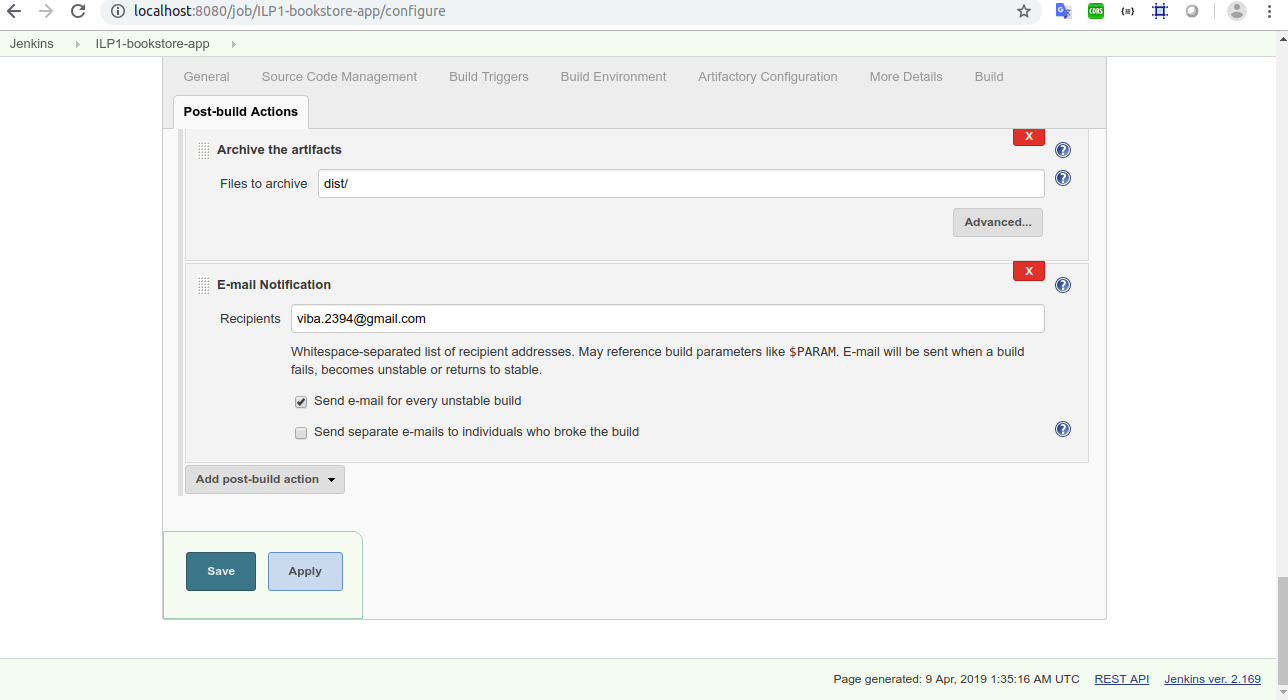 localhost:8080/job/ILP1-bookstore-app/configure
CORS
Jenkins ILP1-bookstore-app
General Source Code Management Build Triggers Build Environment Artifactory Configuration More Details Build
Post-build Actions
X
Archive the artifacts
?
Files to archive dist/ ?
Advanced...
X
E-mail Notification ?
Recipients viba.2394@gmail.com
Whitespace-separated list of recipient addresses. May reference build parameters like $PARAM. E-mail will be sent when a build
fails, becomes unstable or returns to stable.
Send e-mail for every unstable build
Send separate e-mails to individuals who broke the build ?
Add post-build action
Save Apply
Page generated: 9 Apr, 2019 1:35:16 AM UTC REST API Jenkins ver. 2.169